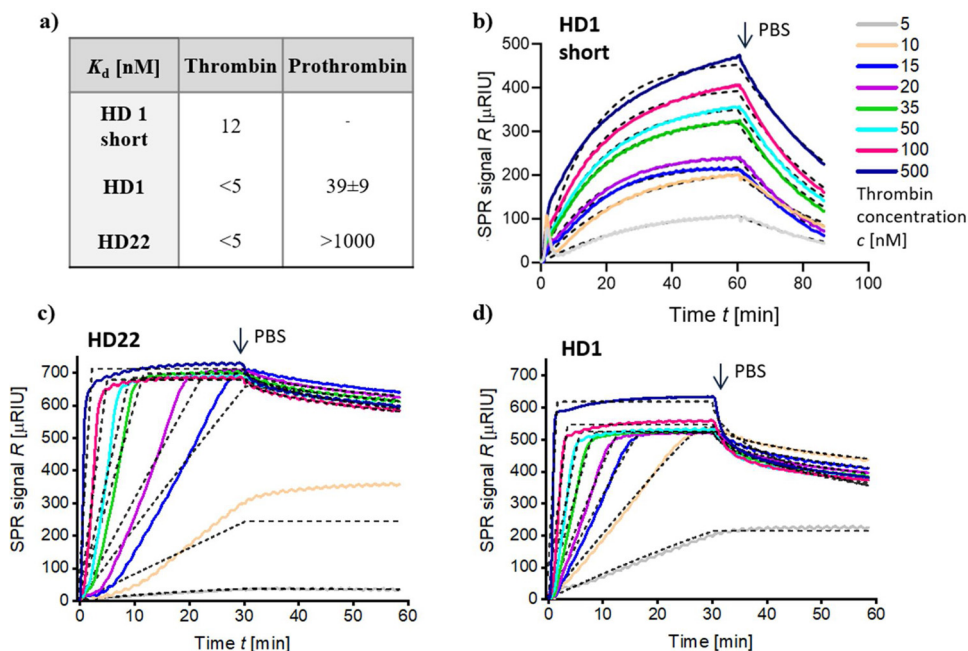 a)
K_d [nM] Thrombin Prothrombin
HD 1 short 12 -
HD1 <5 39±9
HD22 <5 >1000
b)
HD1 short
PBS
SPR signal R [μRIU]
500
400
300
200
100
0
0 20 40 60 80 100
Time t [min]
5
10
15
20
35
50
100
500
Thrombin
concentration
c [nM]
c)
HD22
PBS
SPR signal R [μRIU]
700
600
500
400
300
200
100
0
0 10 20 30 40 50 60
Time t [min]
d)
HD1
PBS
SPR signal R [μRIU]
700
600
500
400
300
200
100
0
0 10 20 30 40 50 60
Time [min]